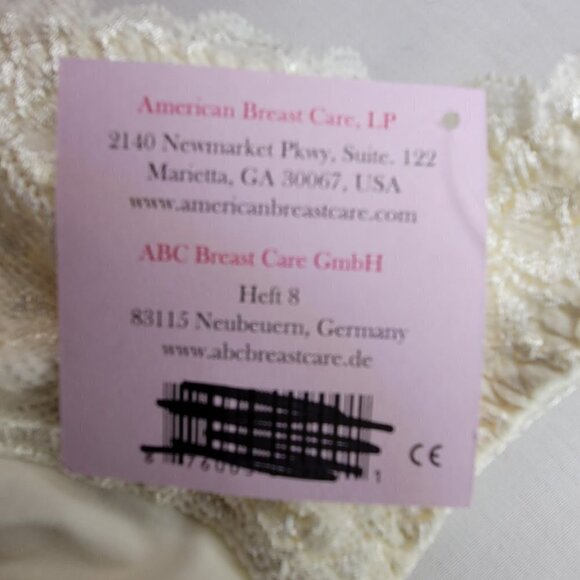 American Breast Care, LP
2140 Newmarket Pkwy, Suite. 122
Marietta, GA 30067, USA
www.americanbreastcare.com
ABC Breast Care GmbH
Heft 8
83115 Neubeuern, Germany
www.abcbreastcare.de
CE